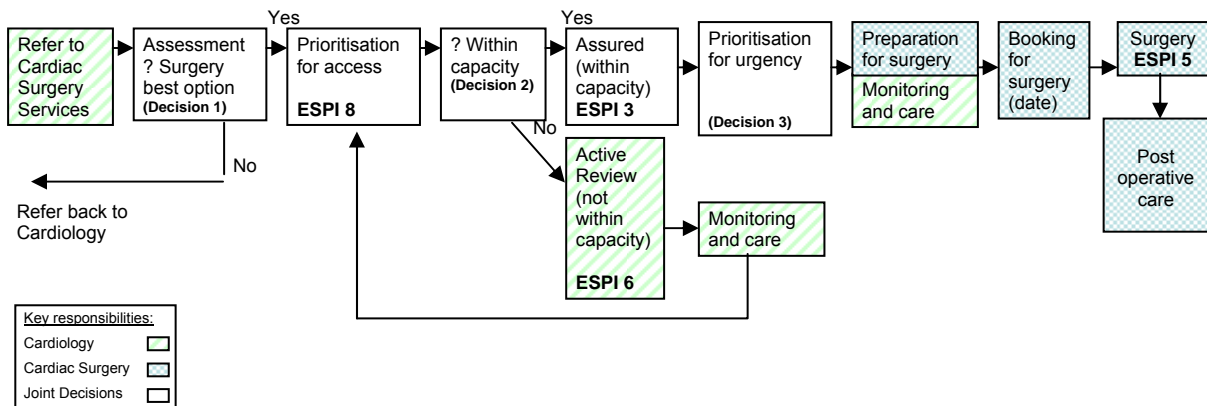 Yes
Yes
Refer to
Cardiac
Surgery
Services
Assessment
? Surgery
best option
(Decision 1)
Prioritisation
for access
ESPI 8
? Within
capacity
(Decision 2)
Assured
(within
capacity)
ESPI 3
Prioritisation
for urgency
(Decision 3)
Preparation
for surgery
Monitoring
and care
Booking
for
surgery
(date)
Surgery
ESPI 5
No
No
Refer back to
Cardiology
Active
Review
(not
within
capacity)
ESPI 6
Monitoring
and care
Post
operative
care
Key responsibilities:
Cardiology
Cardiac Surgery
Joint Decisions